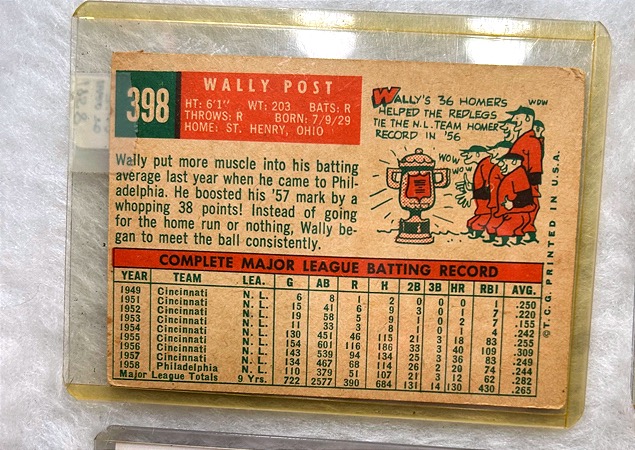 398
WALLY POST
HT: 6'1" WT: 203 BATS: R
THROWS: R BORN: 7/9/29
HOME: ST. HENRY, OHIO
WALLY'S 36 HOMERS
HELPED THE REDLEGS
TIE THE N.L. TEAM HOMER
RECORD IN '56
WOW
WOW
WOW
Wally put more muscle into his batting
average last year when he came to Phil-
adelphia. He boosted his '57 mark by a
whopping 38 points! Instead of going
for the home run or nothing, Wally be-
gan to meet the ball consistently.
COMPLETE MAJOR LEAGUE BATTING RECORD
YEAR TEAM LEA. G AB R H 2B 3B HR RBI AVG.
1949 Cincinnati N. L. 6 8 1 2 0 0 0 1 .250
1951 Cincinnati N. L. 15 41 6 9 3 0 1 7 .220
1952 Cincinnati N. L. 19 58 5 9 1 0 2 7 .155
1953 Cincinnati N. L. 11 33 3 8 1 0 1 4 .242
1954 Cincinnati N. L. 130 451 46 115 21 3 18 83 .255
1955 Cincinnati N. L. 154 601 116 186 33 3 40 109 .309
1956 Cincinnati N. L. 143 539 94 134 25 3 36 83 .249
1957 Cincinnati N. L. 134 467 68 114 26 2 20 74 .244
1958 Philadelphia N. L. 110 379 51 107 21 3 12 62 .282
Major League Totals 9 Yrs. 722 2577 390 684 131 14 130 430 .265
© T.C.G. PRINTED IN U.S.A.